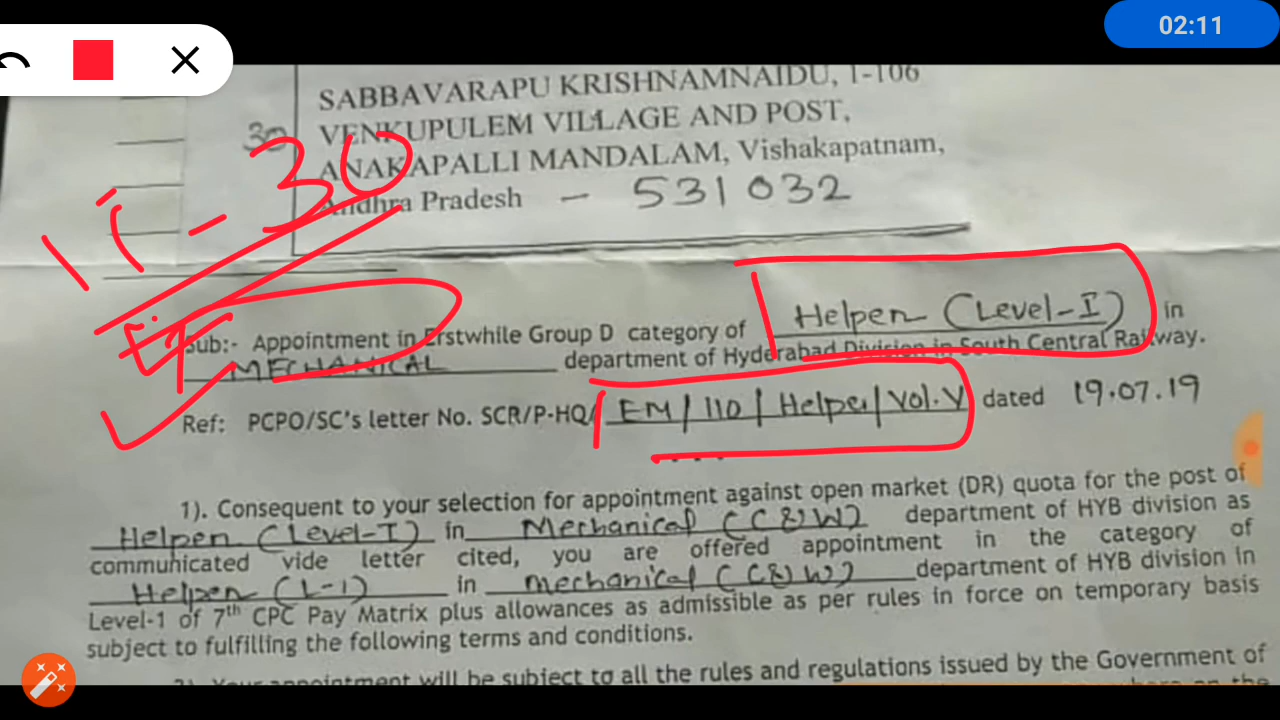 02:11
SABBAVARAPU KRISHNAMNAIDU, 1-106
30 VENKUPULEM VILLAGE AND POST,
ANAKAPALLI MANDALAM, Vishakapatnam,
Andhra Pradesh - 531032
11-30
Sub:- Appointment in Erstwhile Group D category of Helper (Level-I) in
MECHANICAL department of Hyderabad Division in South Central Railway.
Ref: PCPO/SC's letter No. SCR/P-HQ/ EM/110/Helper/Vol.V dated 19.07.19
1). Consequent to your selection for appointment against open market (DR) quota for the post of
Helper (Level-I) in Mechanical (C&W) department of HYB division as
communicated vide letter cited, you are offered appointment in the category of
Helper (L-1) in mechanical (C&W) department of HYB division in
Level-1 of 7th CPC Pay Matrix plus allowances as admissible as per rules in force on temporary basis
subject to fulfilling the following terms and conditions.
2) Your appointment will be subject to all the rules and regulations issued by the Government of